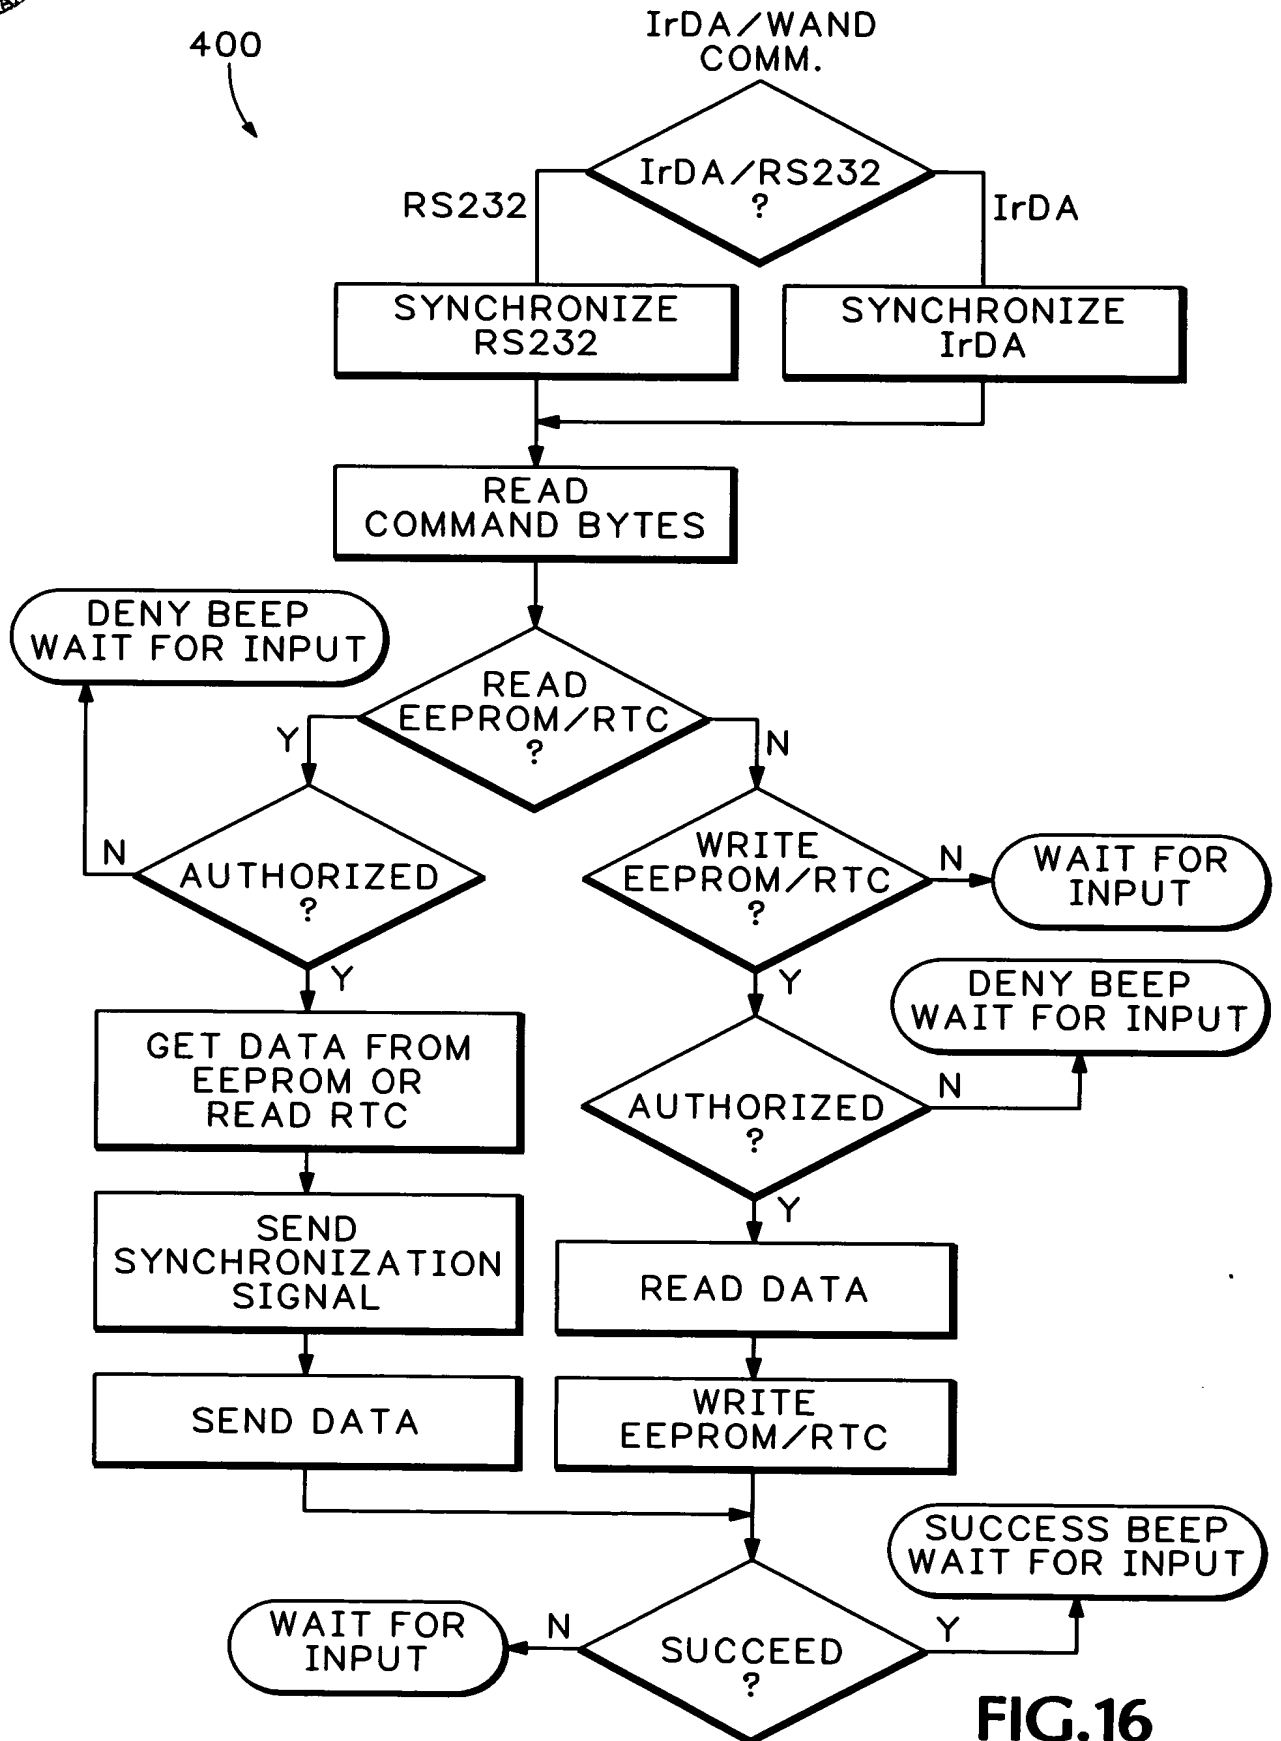 400
IrDA/WAND
COMM.
IrDA/RS232
?
RS232
IrDA
SYNCHRONIZE
RS232
SYNCHRONIZE
IrDA
READ
COMMAND BYTES
DENY BEEP
WAIT FOR INPUT
READ
EEPROM/RTC
?
Y
N
N
AUTHORIZED
?
Y
WRITE
EEPROM/RTC
?
N
WAIT FOR
INPUT
Y
DENY BEEP
WAIT FOR INPUT
GET DATA FROM
EEPROM OR
READ RTC
AUTHORIZED
?
N
Y
SEND
SYNCHRONIZATION
SIGNAL
READ DATA
SEND DATA
WRITE
EEPROM/RTC
SUCCESS BEEP
WAIT FOR INPUT
WAIT FOR
INPUT
N
SUCCEED
?
Y
FIG.16